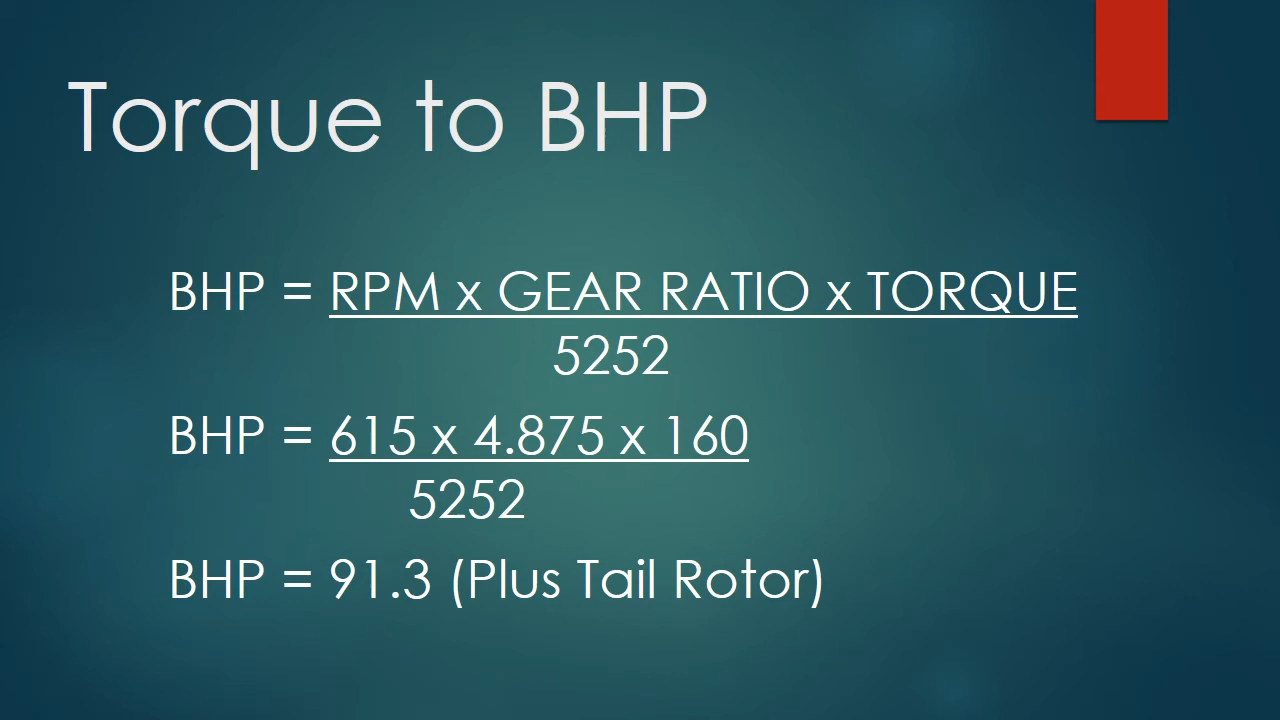 Torque to BHP
BHP = RPM x GEAR RATIO x TORQUE
5252
BHP = 615 x 4.875 x 160
5252
BHP = 91.3 (Plus Tail Rotor)